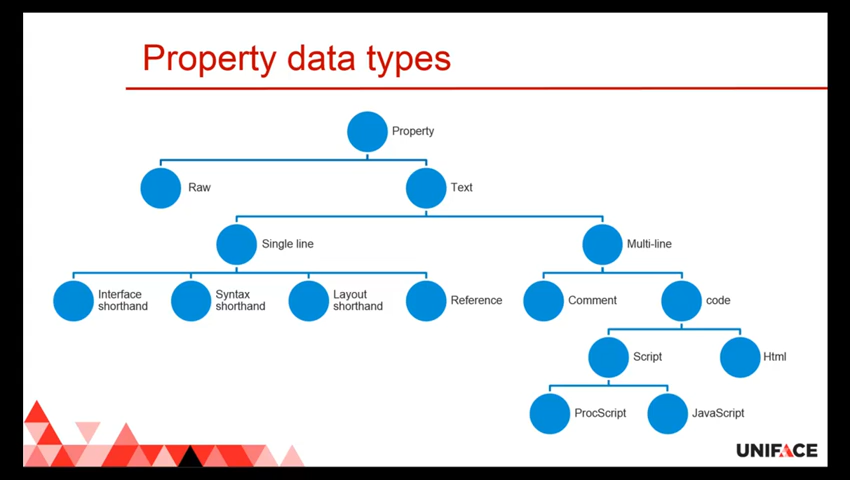 Property data types
Property
Raw
Text
Single line
Multi-line
Interface
shorthand
Syntax
shorthand
Layout
shorthand
Reference
Comment
code
Script
Html
ProcScript
JavaScript
UNIFACE